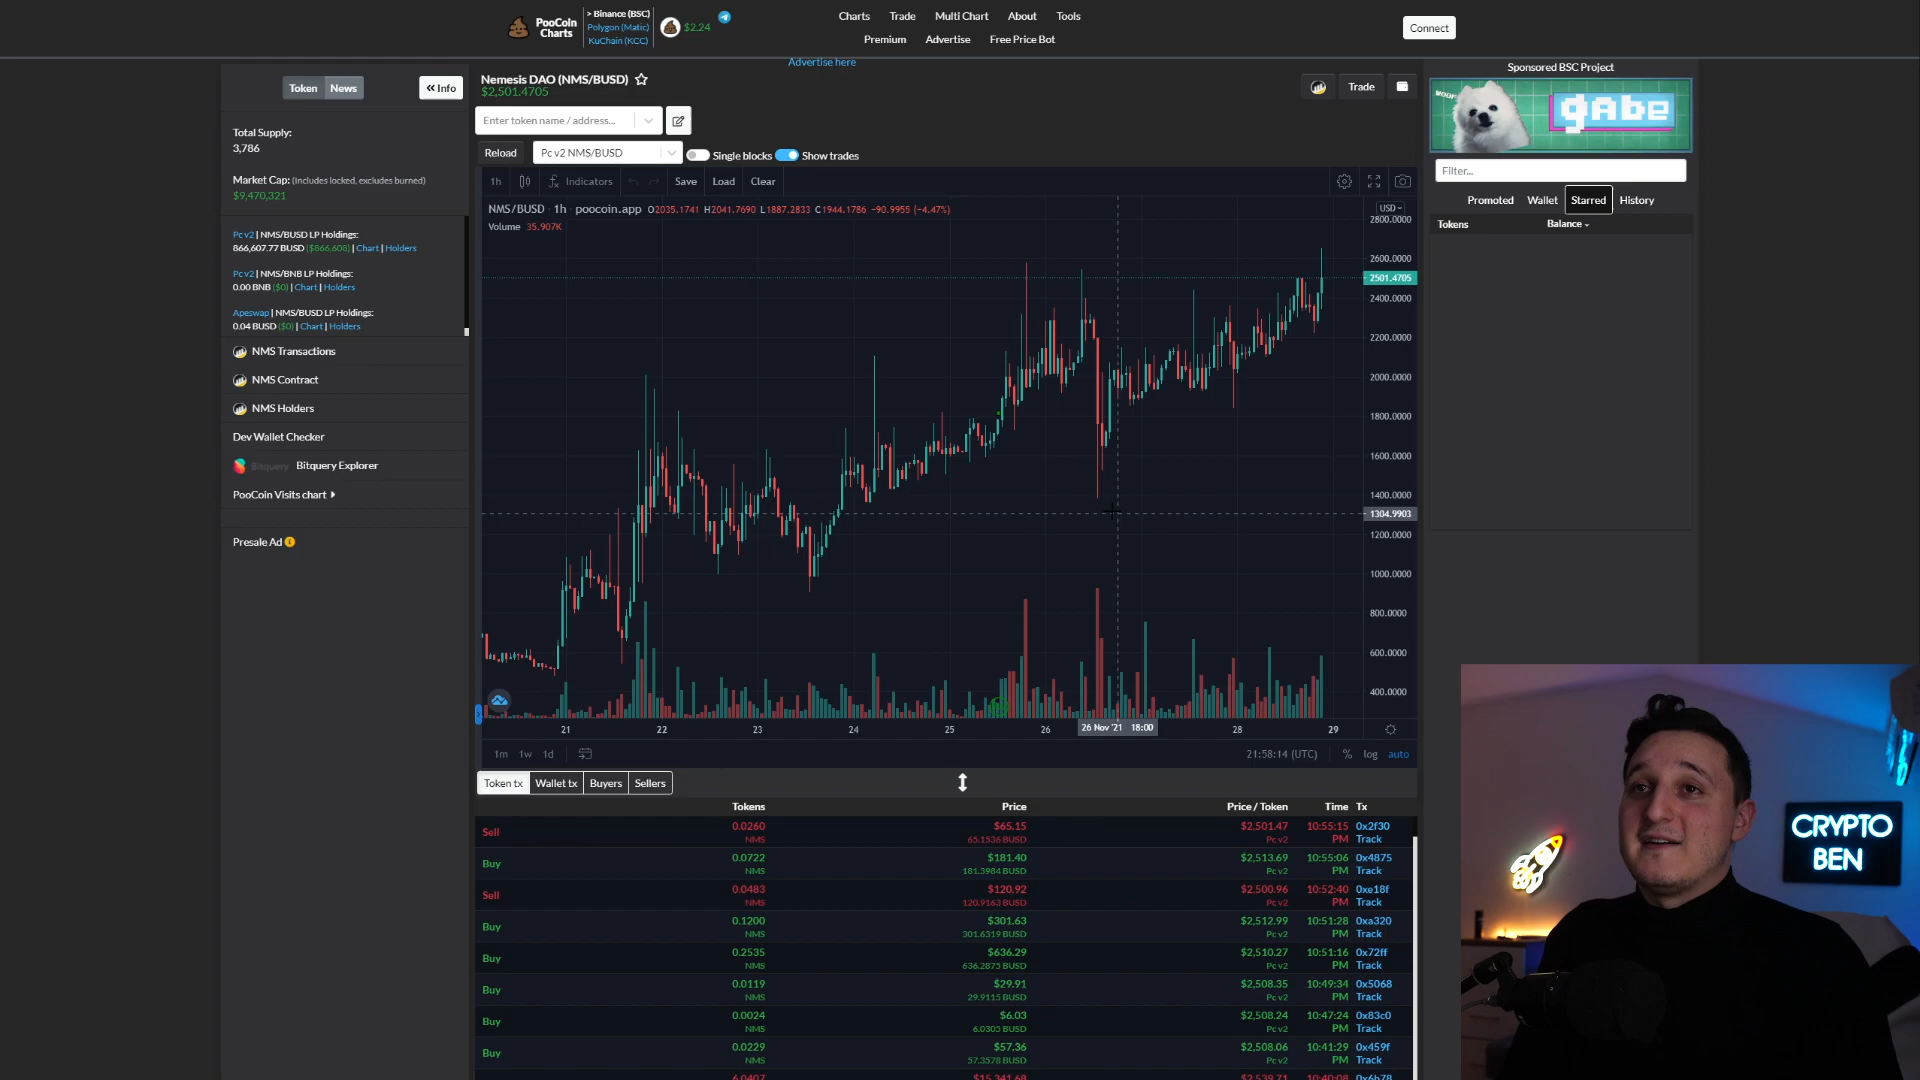 PooCoin
Charts
> Binance (BSC)
Polygon (Matic)
KuChain (KCC)
$2.24
Charts Trade Multi Chart About Tools
Premium Advertise Free Price Bot
Connect
Advertise here
Token News
« Info
Total Supply:
3,786
Market Cap: (Includes locked, excludes burned)
$9,470,321
Pc v2 | NMS/BUSD LP Holdings:
866,607.77 BUSD ($866,608) | Chart | Holders
Pc v2 | NMS/BNB LP Holdings:
0.00 BNB ($0) | Chart | Holders
Apeswap | NMS/BUSD LP Holdings:
0.04 BUSD ($0) | Chart | Holders
NMS Transactions
NMS Contract
NMS Holders
Dev Wallet Checker
Bitquery Bitquery Explorer
PooCoin Visits chart
Presale Ad
Nemesis DAO (NMS/BUSD)
$2,501.4705
Trade
Enter token name / address...
Reload Pc v2 NMS/BUSD Single blocks Show trades
1h Indicators Save Load Clear
NMS/BUSD · 1h · poocoin.app O2035.1741 H2041.7690 L1887.2833 C1944.1786 -90.9955 (-4.47%)
Volume 35.907K
USD
2800.0000
2600.0000
2501.4705
2400.0000
2200.0000
2000.0000
1800.0000
1600.0000
1400.0000
1304.9903
1200.0000
1000.0000
800.0000
600.0000
400.0000
21 22 23 24 25 26 26 Nov '21 18:00 28 29
1m 1w 1d 21:58:14 (UTC) % log auto
Token tx Wallet tx Buyers Sellers
Tokens Price Price / Token Time Tx
Sell 0.0260 NMS $65.15 65.1536 BUSD $2,501.47 Pc v2 10:55:15 PM 0x2f30 Track
Buy 0.0722 NMS $181.40 181.3984 BUSD $2,513.69 Pc v2 10:55:06 PM 0x4875 Track
Sell 0.0483 NMS $120.92 120.9163 BUSD $2,500.96 Pc v2 10:52:40 PM 0xe18f Track
Buy 0.1200 NMS $301.63 301.6319 BUSD $2,512.99 Pc v2 10:51:28 PM 0xa320 Track
Buy 0.2535 NMS $636.29 636.2875 BUSD $2,510.27 Pc v2 10:51:16 PM 0x72ff Track
Buy 0.0119 NMS $29.91 29.9115 BUSD $2,508.35 Pc v2 10:49:34 PM 0x5068 Track
Buy 0.0024 NMS $6.03 6.0305 BUSD $2,508.24 Pc v2 10:47:24 PM 0x83c0 Track
Buy 0.0229 NMS $57.36 57.3578 BUSD $2,508.06 Pc v2 10:41:29 PM 0x459f Track
6.0407 $15,341.68 $2,539.71 10:40:08 0x6b78
Sponsored BSC Project
WOOF
gabe
Filter...
Promoted Wallet Starred History
Tokens Balance
CRYPTO
BEN